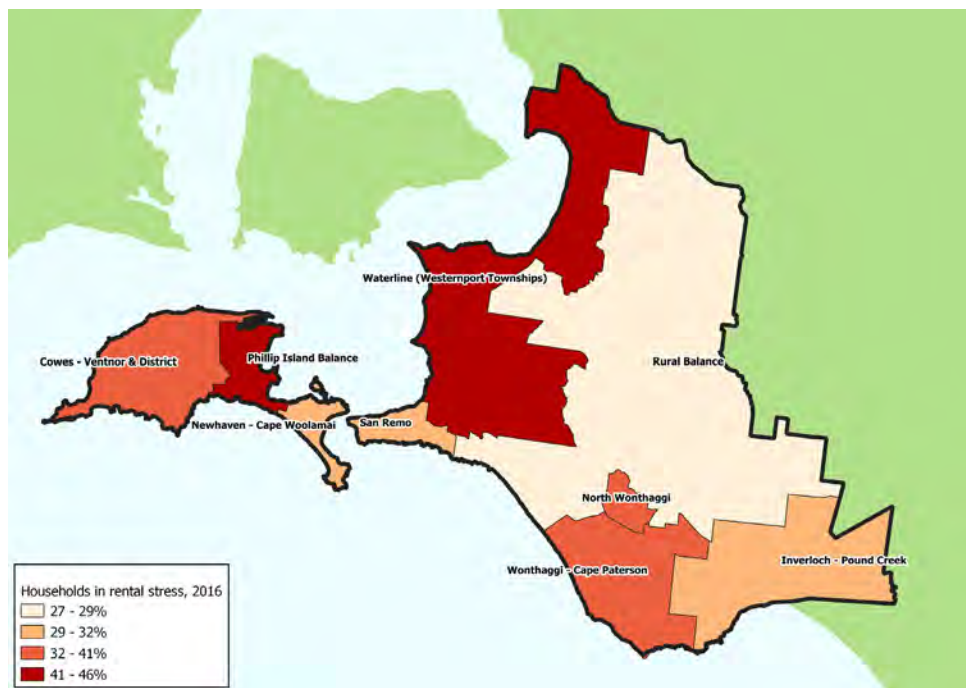 Waterline (Westernport Townships)
Cowes - Ventnor & District
Phillip Island Balance
Rural Balance
Newhaven - Cape Woolamai
San Remo
North Wonthaggi
Wonthaggi - Cape Paterson
Inverloch - Pound Creek
Households in rental stress, 2016
27 - 29%
29 - 32%
32 - 41%
41 - 46%